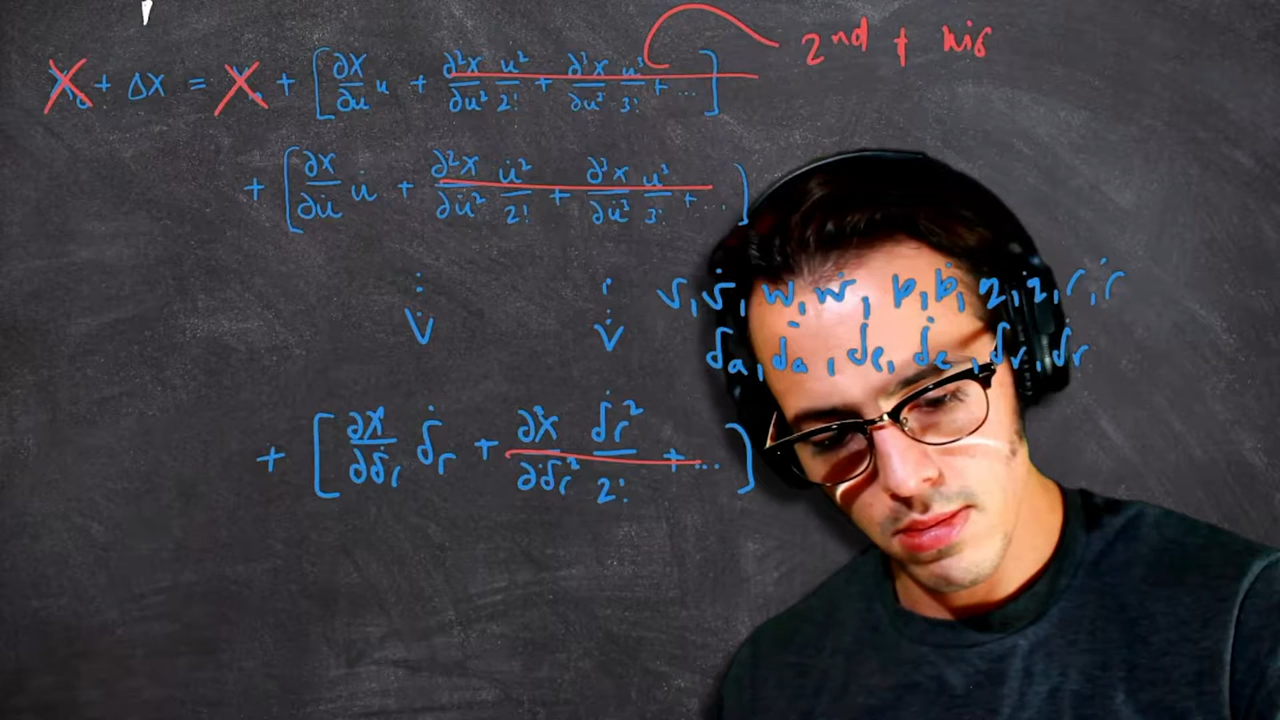 X₀ + ΔX = X₀ + [∂X/∂u u + ∂²X/∂u² u²/2! + ∂³X/∂u³ u³/3! + ...]
2nd + hig
+ [∂X/∂u̇ u̇ + ∂²X/∂u̇² u̇²/2! + ∂³X/∂u̇³ u̇³/3! + ...]
v, v̇, w, ẇ, p, ṗ, q, q̇, r, ṙ
δa, δ̇a, δe, δ̇e, δr, δ̇r
+ [∂X/∂δ̇r δ̇r + ∂²X/∂δ̇r² δ̇r²/2! + ...]